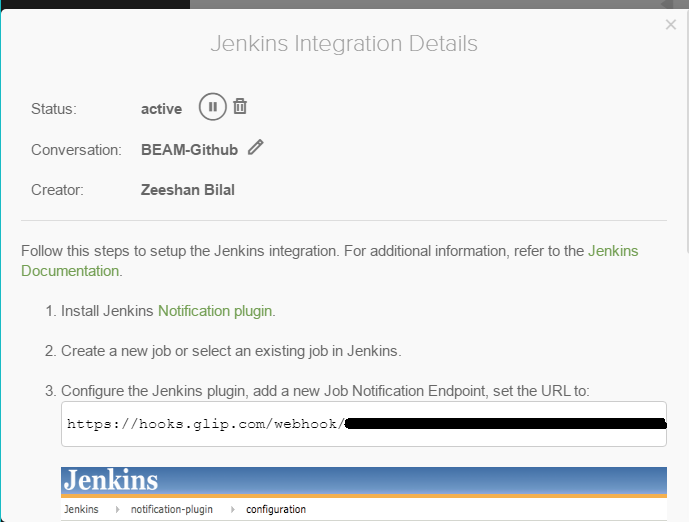 Jenkins Integration Details
Status: active
Conversation: BEAM-Github
Creator: Zeeshan Bilal
Follow this steps to setup the Jenkins integration. For additional information, refer to the Jenkins
Documentation.
1. Install Jenkins Notification plugin.
2. Create a new job or select an existing job in Jenkins.
3. Configure the Jenkins plugin, add a new Job Notification Endpoint, set the URL to:
https://hooks.glip.com/webhook/
Jenkins
Jenkins notification-plugin configuration